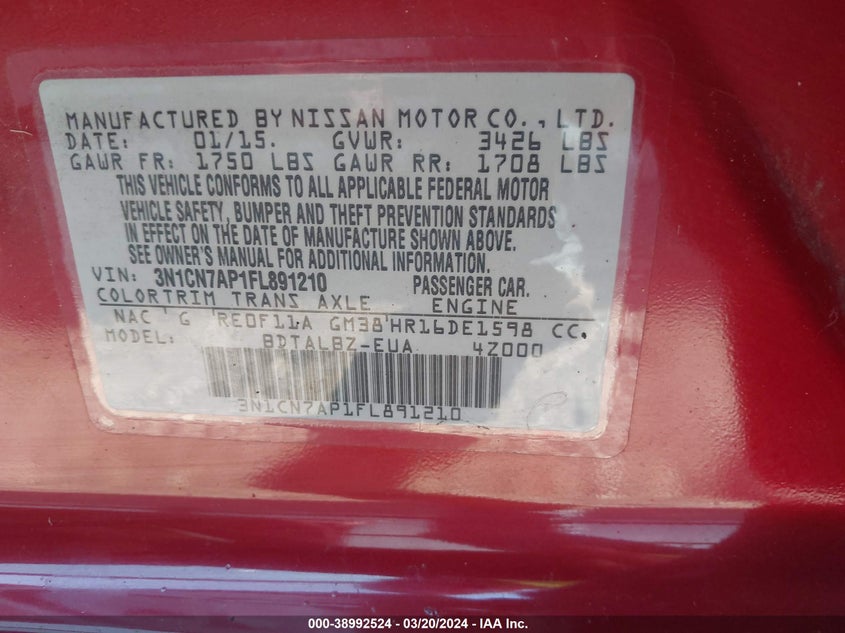 MANUFACTURED BY NISSAN MOTOR CO., LTD.
DATE: 01/15. GVWR: 3426 LBS
GAWR FR: 1750 LBS GAWR RR: 1708 LBS
THIS VEHICLE CONFORMS TO ALL APPLICABLE FEDERAL MOTOR
VEHICLE SAFETY, BUMPER AND THEFT PREVENTION STANDARDS
IN EFFECT ON THE DATE OF MANUFACTURE SHOWN ABOVE.
SEE OWNER'S MANUAL FOR ADDITIONAL INFORMATION.
VIN: 3N1CN7AP1FL891210 PASSENGER CAR.
COLORTRIM TRANS AXLE ENGINE
NAC G RE0F11A GM38 HR16DE1598 CC.
MODEL: BDTALBZ-EUA 4Z000
3N1CN7AP1FL891210
000-38992524 - 03/20/2024 - IAA Inc.